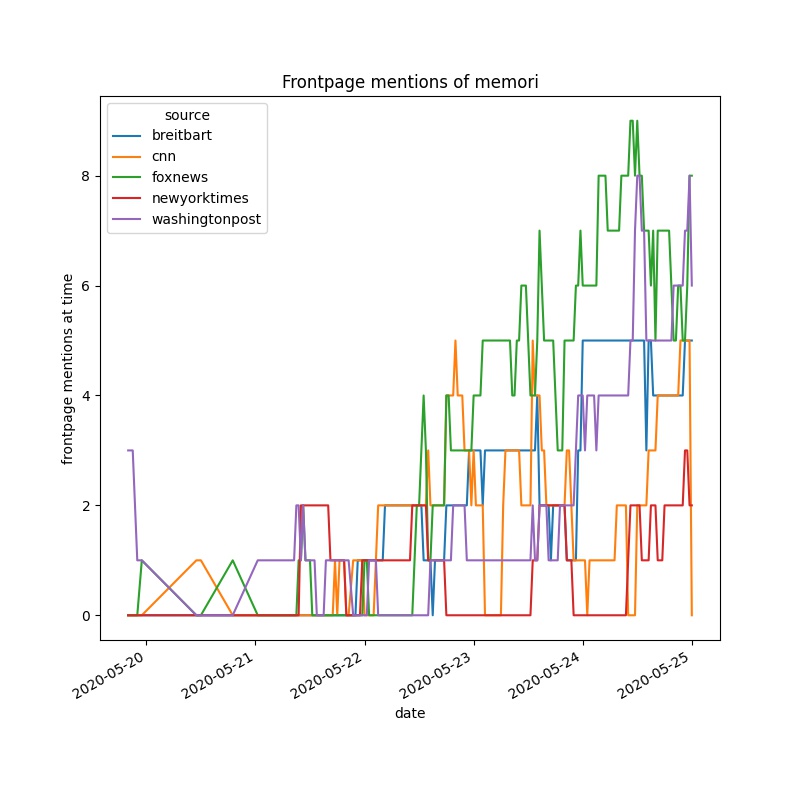 Frontpage mentions of memori
source
breitbart
cnn
foxnews
newyorktimes
washingtonpost
8
6
4
2
0
frontpage mentions at time
2020-05-20
2020-05-21
2020-05-22
2020-05-23
2020-05-24
2020-05-25
date